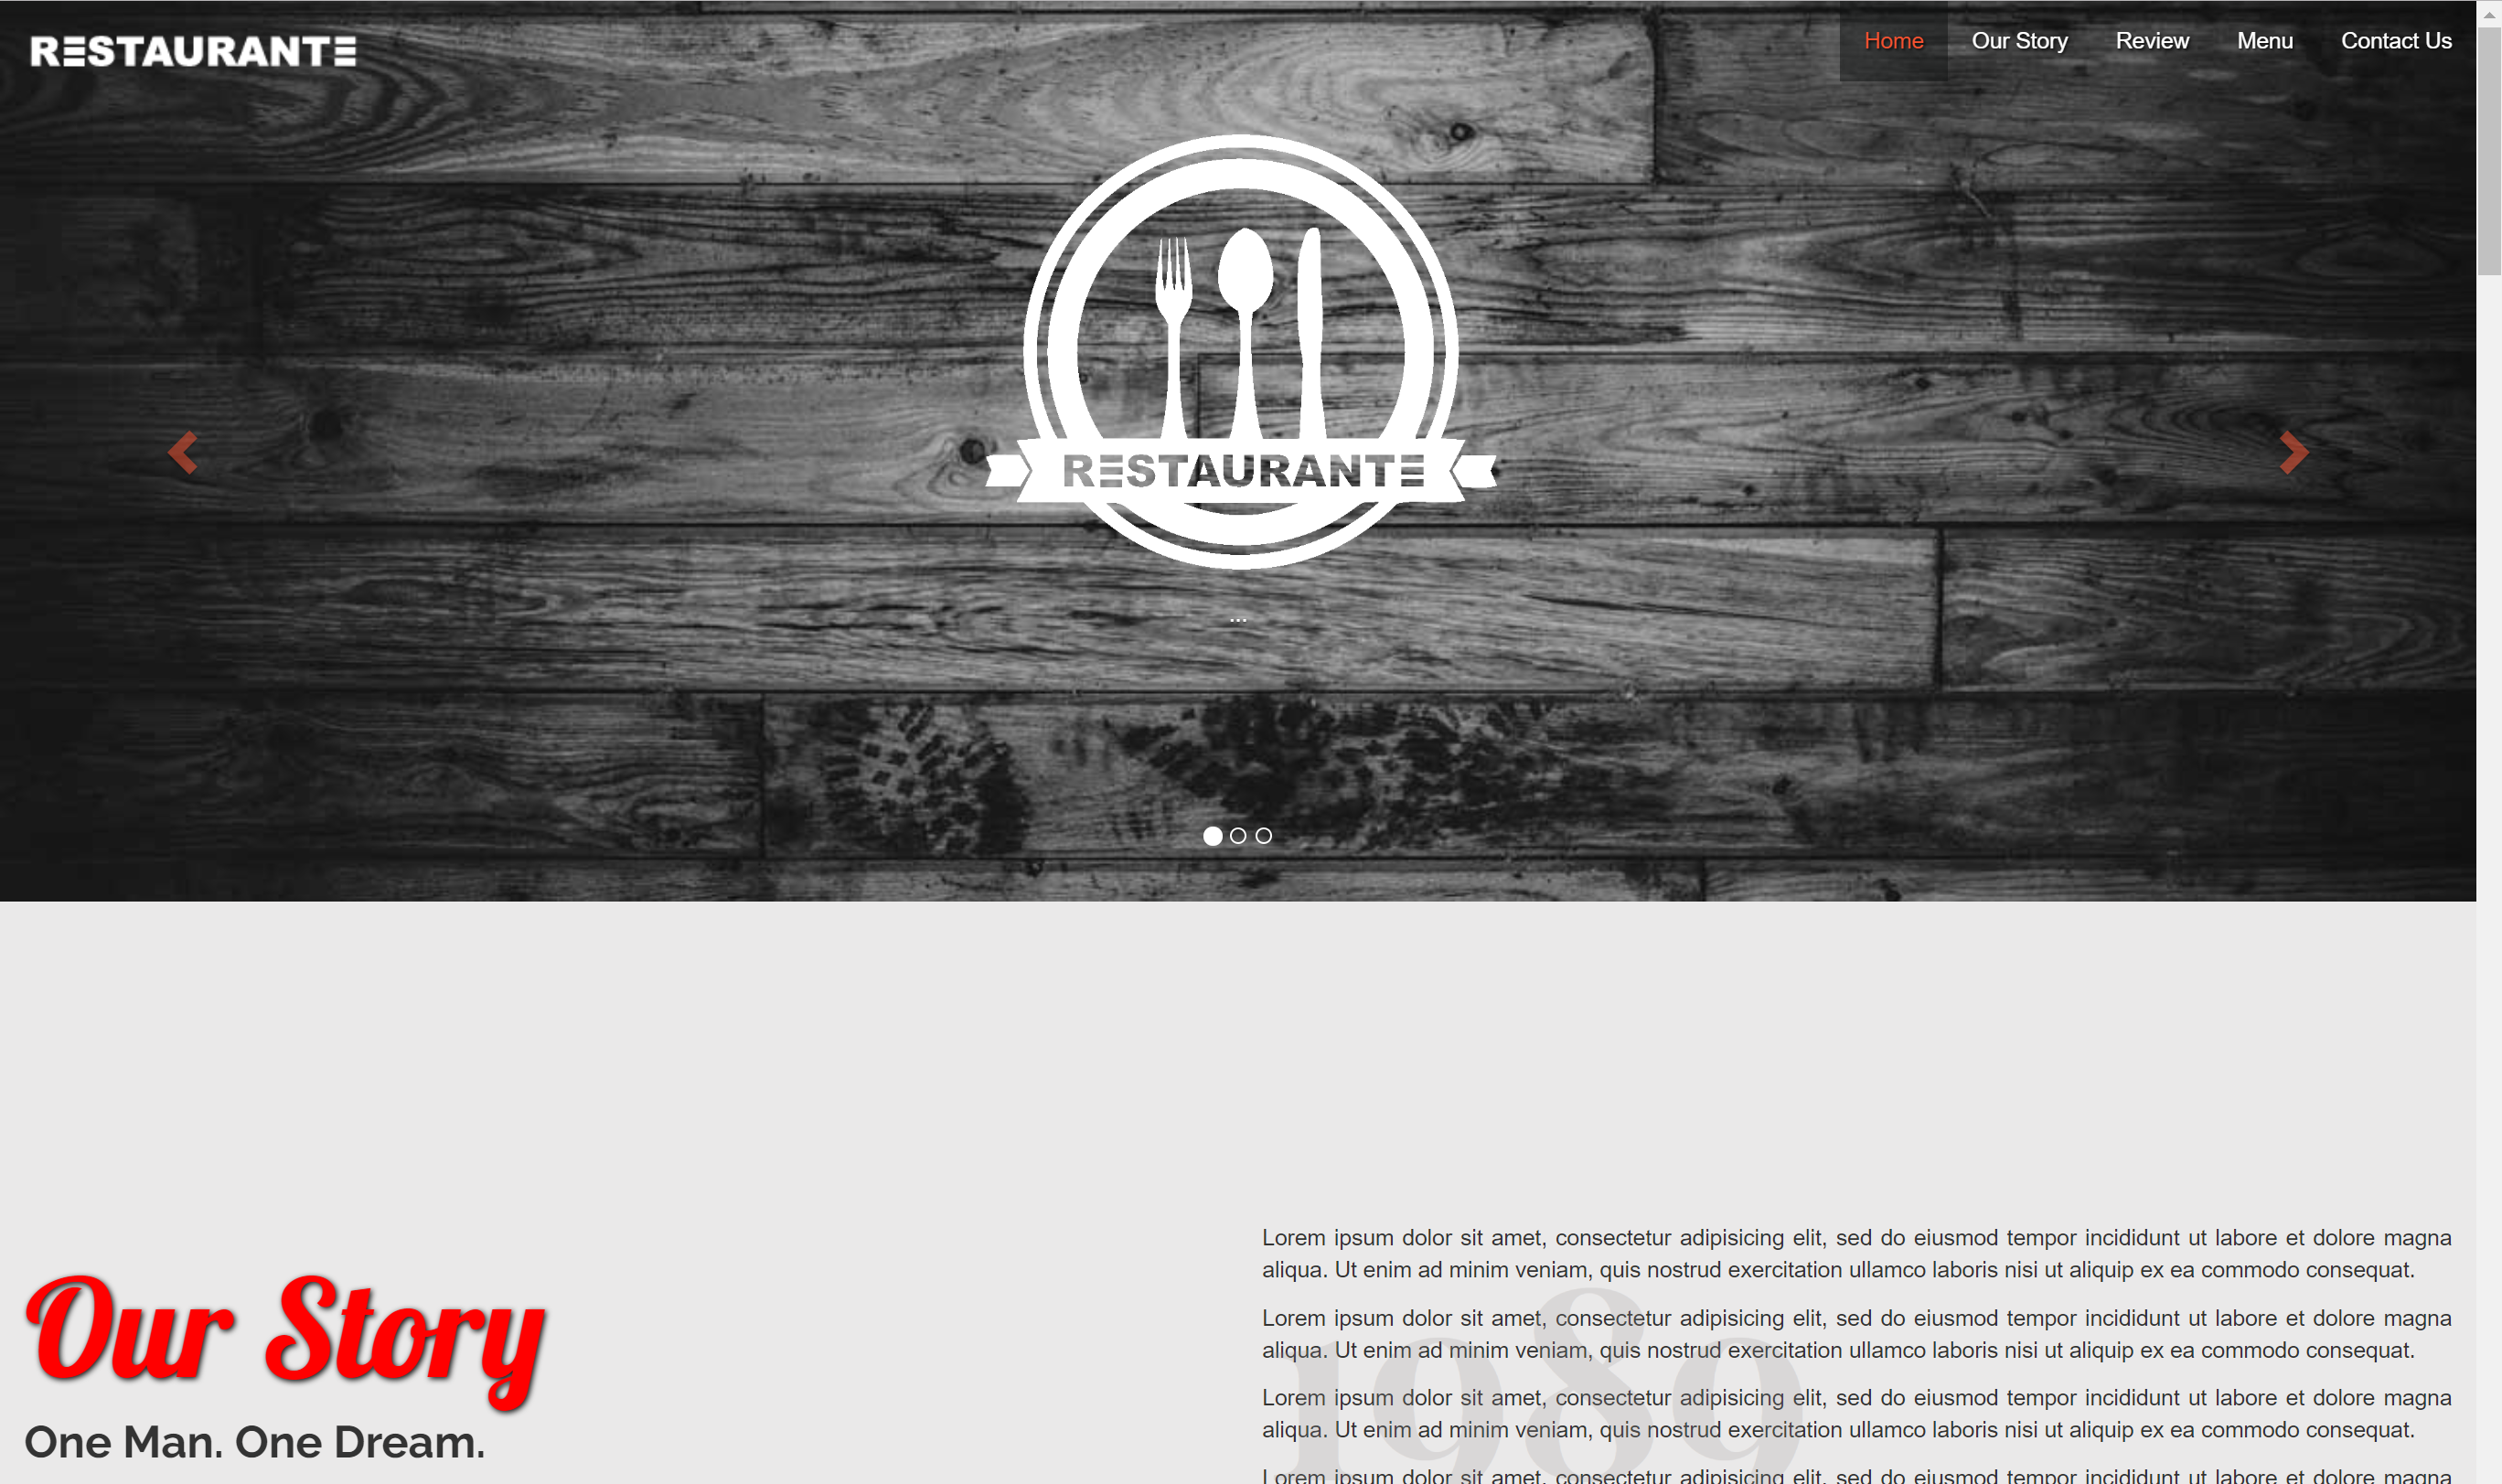 RESTAURANTE
Home Our Story Review Menu Contact Us
RESTAURANTE
...
Our Story
One Man. One Dream.
1989
Lorem ipsum dolor sit amet, consectetur adipisicing elit, sed do eiusmod tempor incididunt ut labore et dolore magna
aliqua. Ut enim ad minim veniam, quis nostrud exercitation ullamco laboris nisi ut aliquip ex ea commodo consequat.
Lorem ipsum dolor sit amet, consectetur adipisicing elit, sed do eiusmod tempor incididunt ut labore et dolore magna
aliqua. Ut enim ad minim veniam, quis nostrud exercitation ullamco laboris nisi ut aliquip ex ea commodo consequat.
Lorem ipsum dolor sit amet, consectetur adipisicing elit, sed do eiusmod tempor incididunt ut labore et dolore magna
aliqua. Ut enim ad minim veniam, quis nostrud exercitation ullamco laboris nisi ut aliquip ex ea commodo consequat.
Lorem ipsum dolor sit amet, consectetur adipisicing elit, sed do eiusmod tempor incididunt ut labore et dolore magna